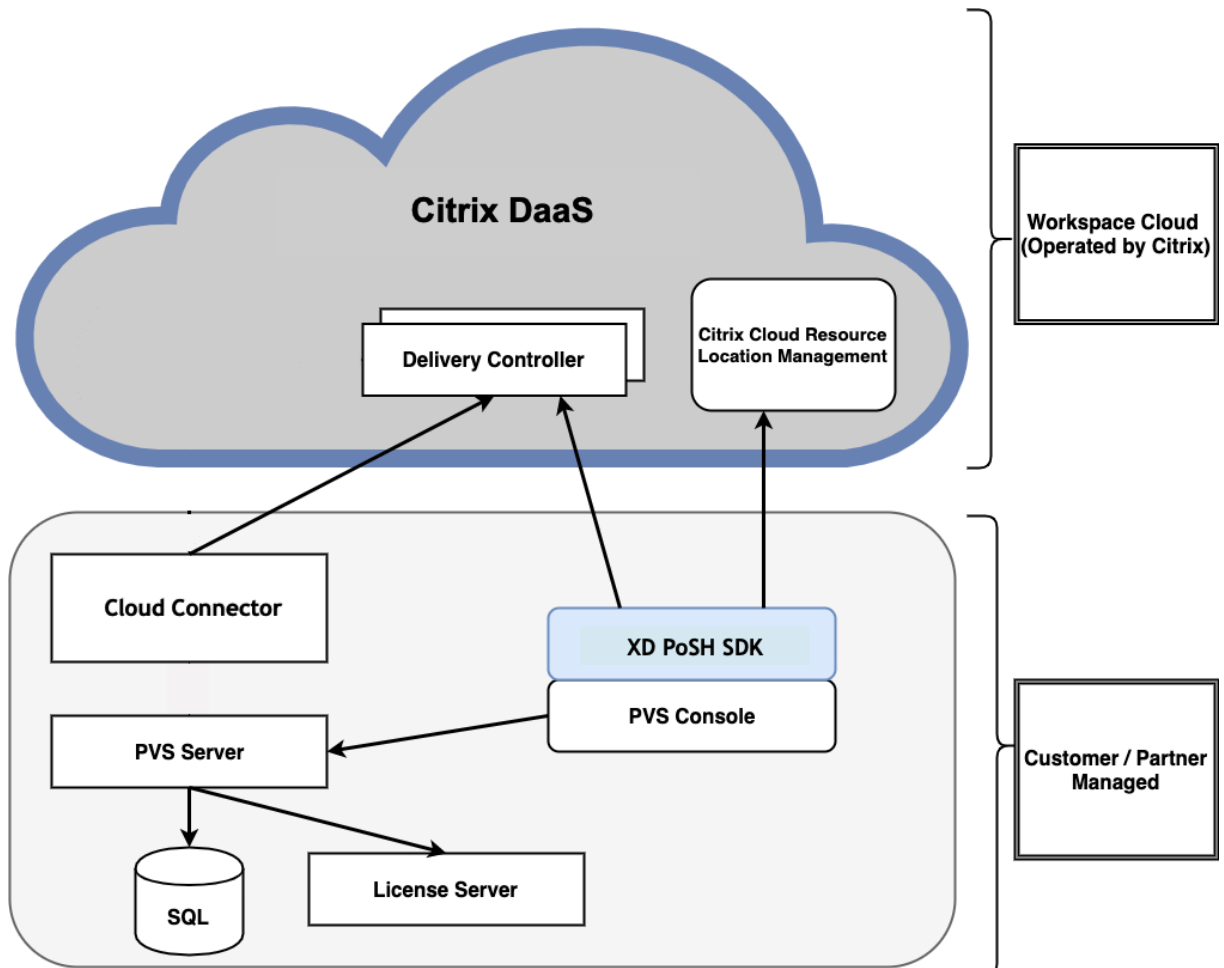 Citrix DaaS
Workspace Cloud
(Operated by Citrix)
Citrix Cloud Resource
Location Management
Delivery Controller
Cloud Connector
XD PoSH SDK
PVS Console
PVS Server
Customer / Partner
Managed
License Server
SQL